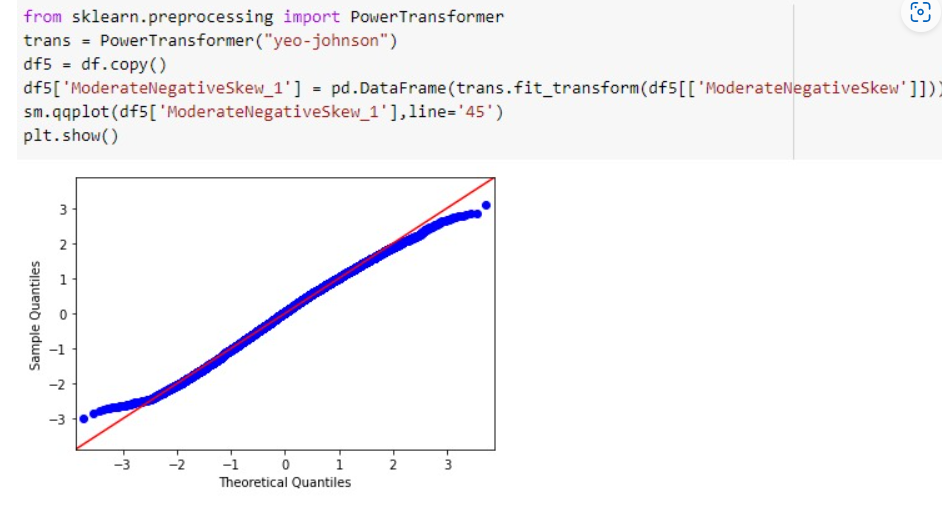 from sklearn.preprocessing import PowerTransformer
trans = PowerTransformer("yeo-johnson")
df5 = df.copy()
df5['ModerateNegativeSkew_1'] = pd.DataFrame(trans.fit_transform(df5[['ModerateNegativeSkew']]))
sm.qqplot(df5['ModerateNegativeSkew_1'],line='45')
plt.show()
3
2
1
0
−1
−2
−3
Sample Quantiles
−3 −2 −1 0 1 2 3
Theoretical Quantiles